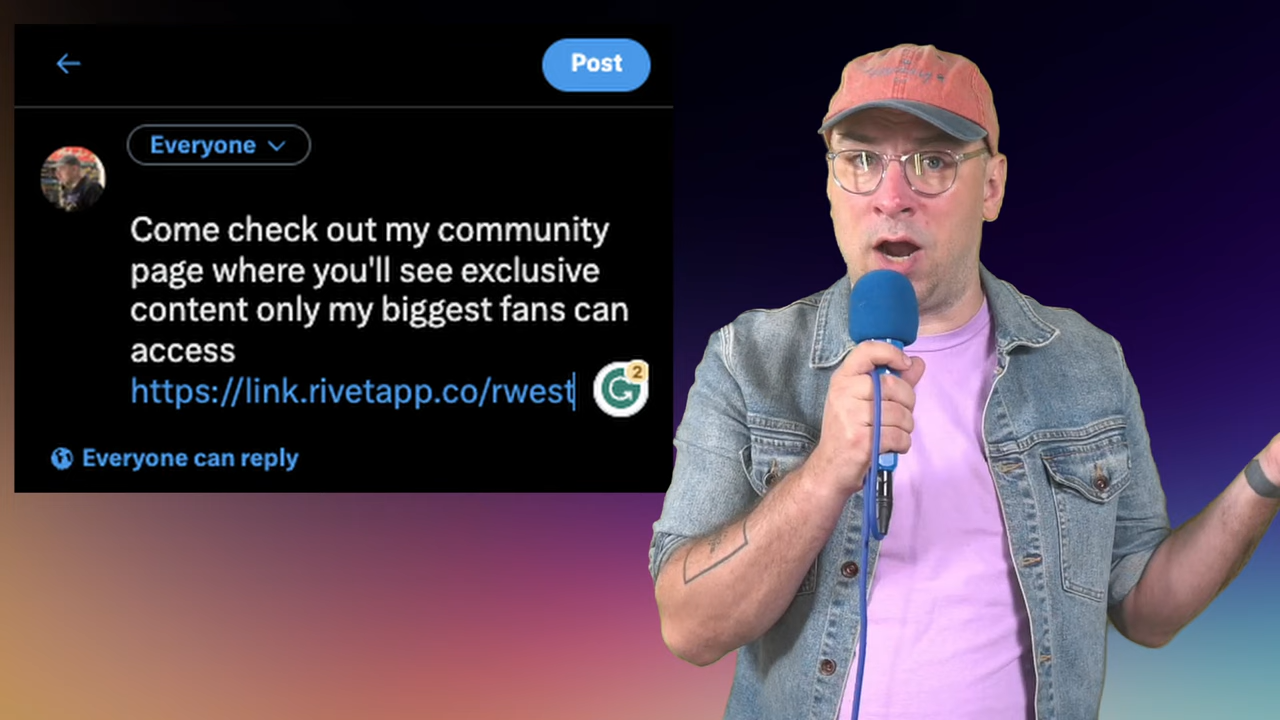 Post
Everyone
Come check out my community
page where you'll see exclusive
content only my biggest fans can
access
https://link.rivetapp.co/rwest
2
Everyone can reply